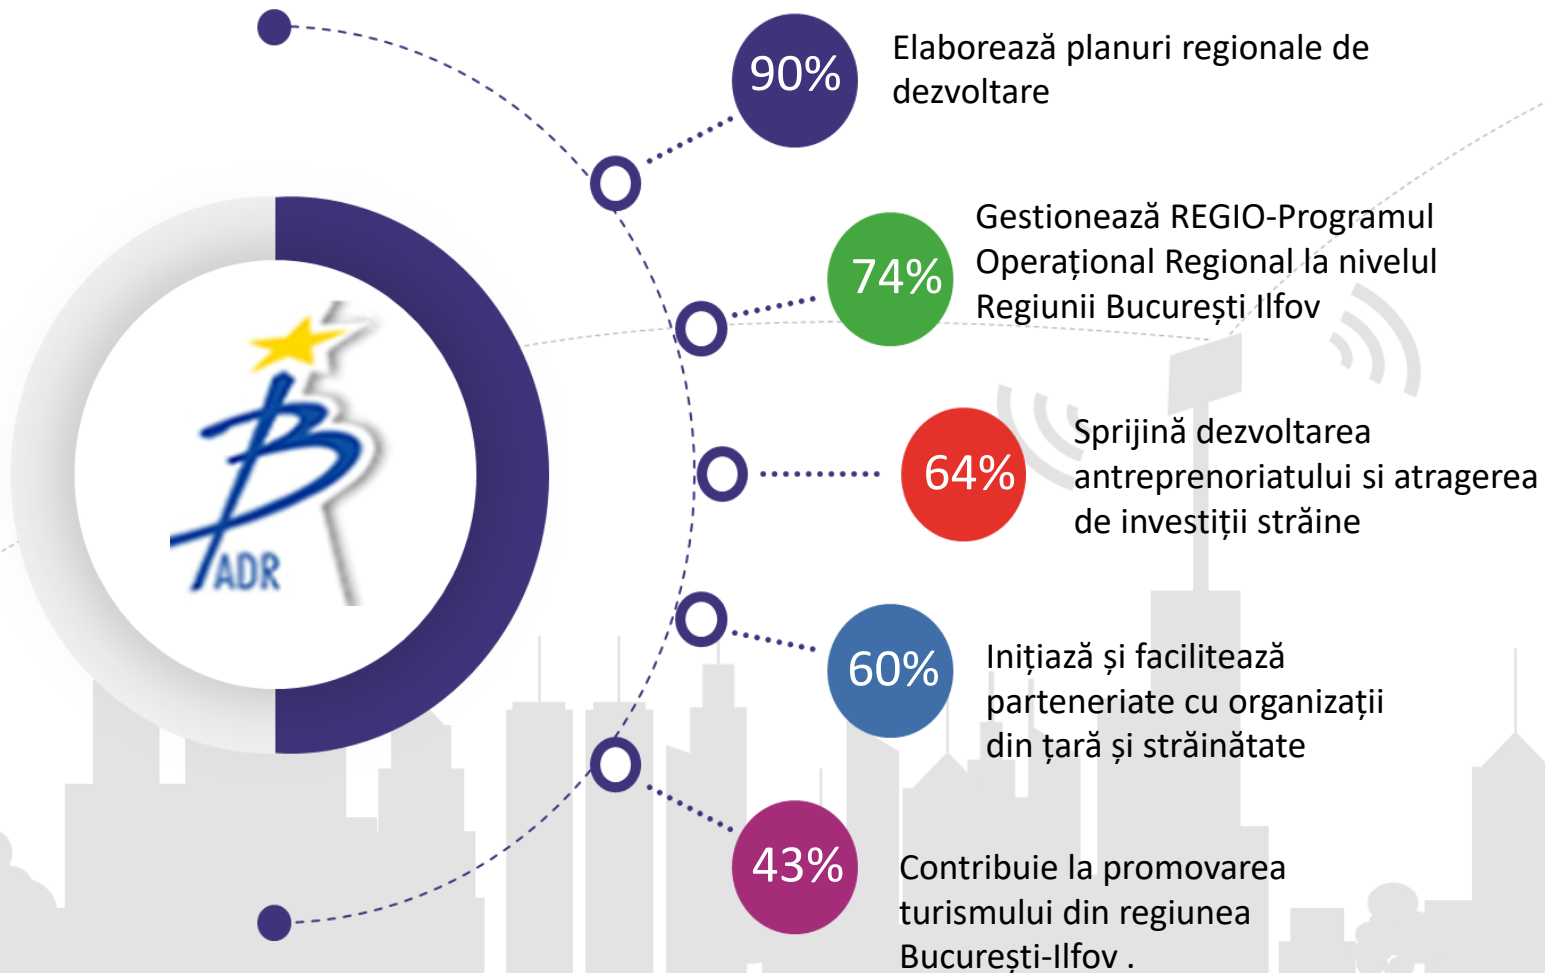 90%
Elaborează planuri regionale de
dezvoltare
74%
Gestionează REGIO-Programul
Operațional Regional la nivelul
Regiunii București Ilfov
64%
Sprijină dezvoltarea
antreprenoriatului si atragerea
de investiții străine
60%
Inițiază și facilitează
parteneriate cu organizații
din țară și străinătate
43%
Contribuie la promovarea
turismului din regiunea
București-Ilfov .
B
ADR